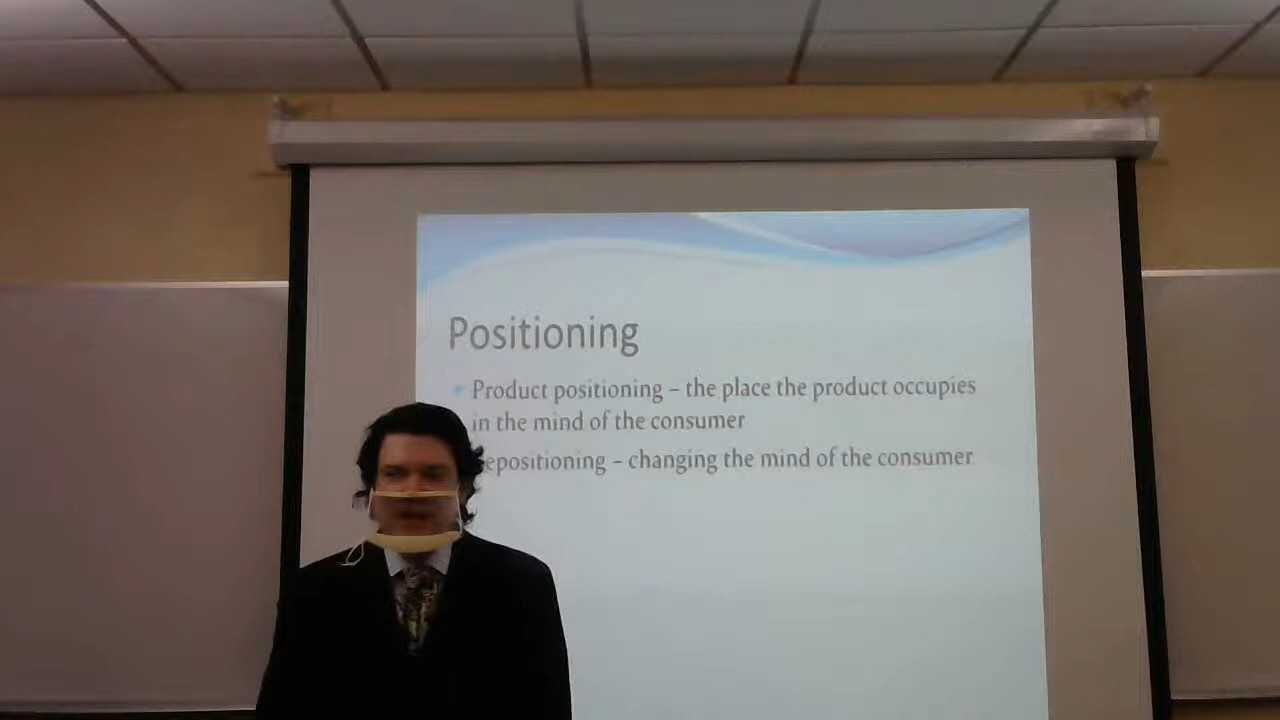 Positioning
Product positioning – the place the product occupies
in the mind of the consumer
epositioning – changing the mind of the consumer